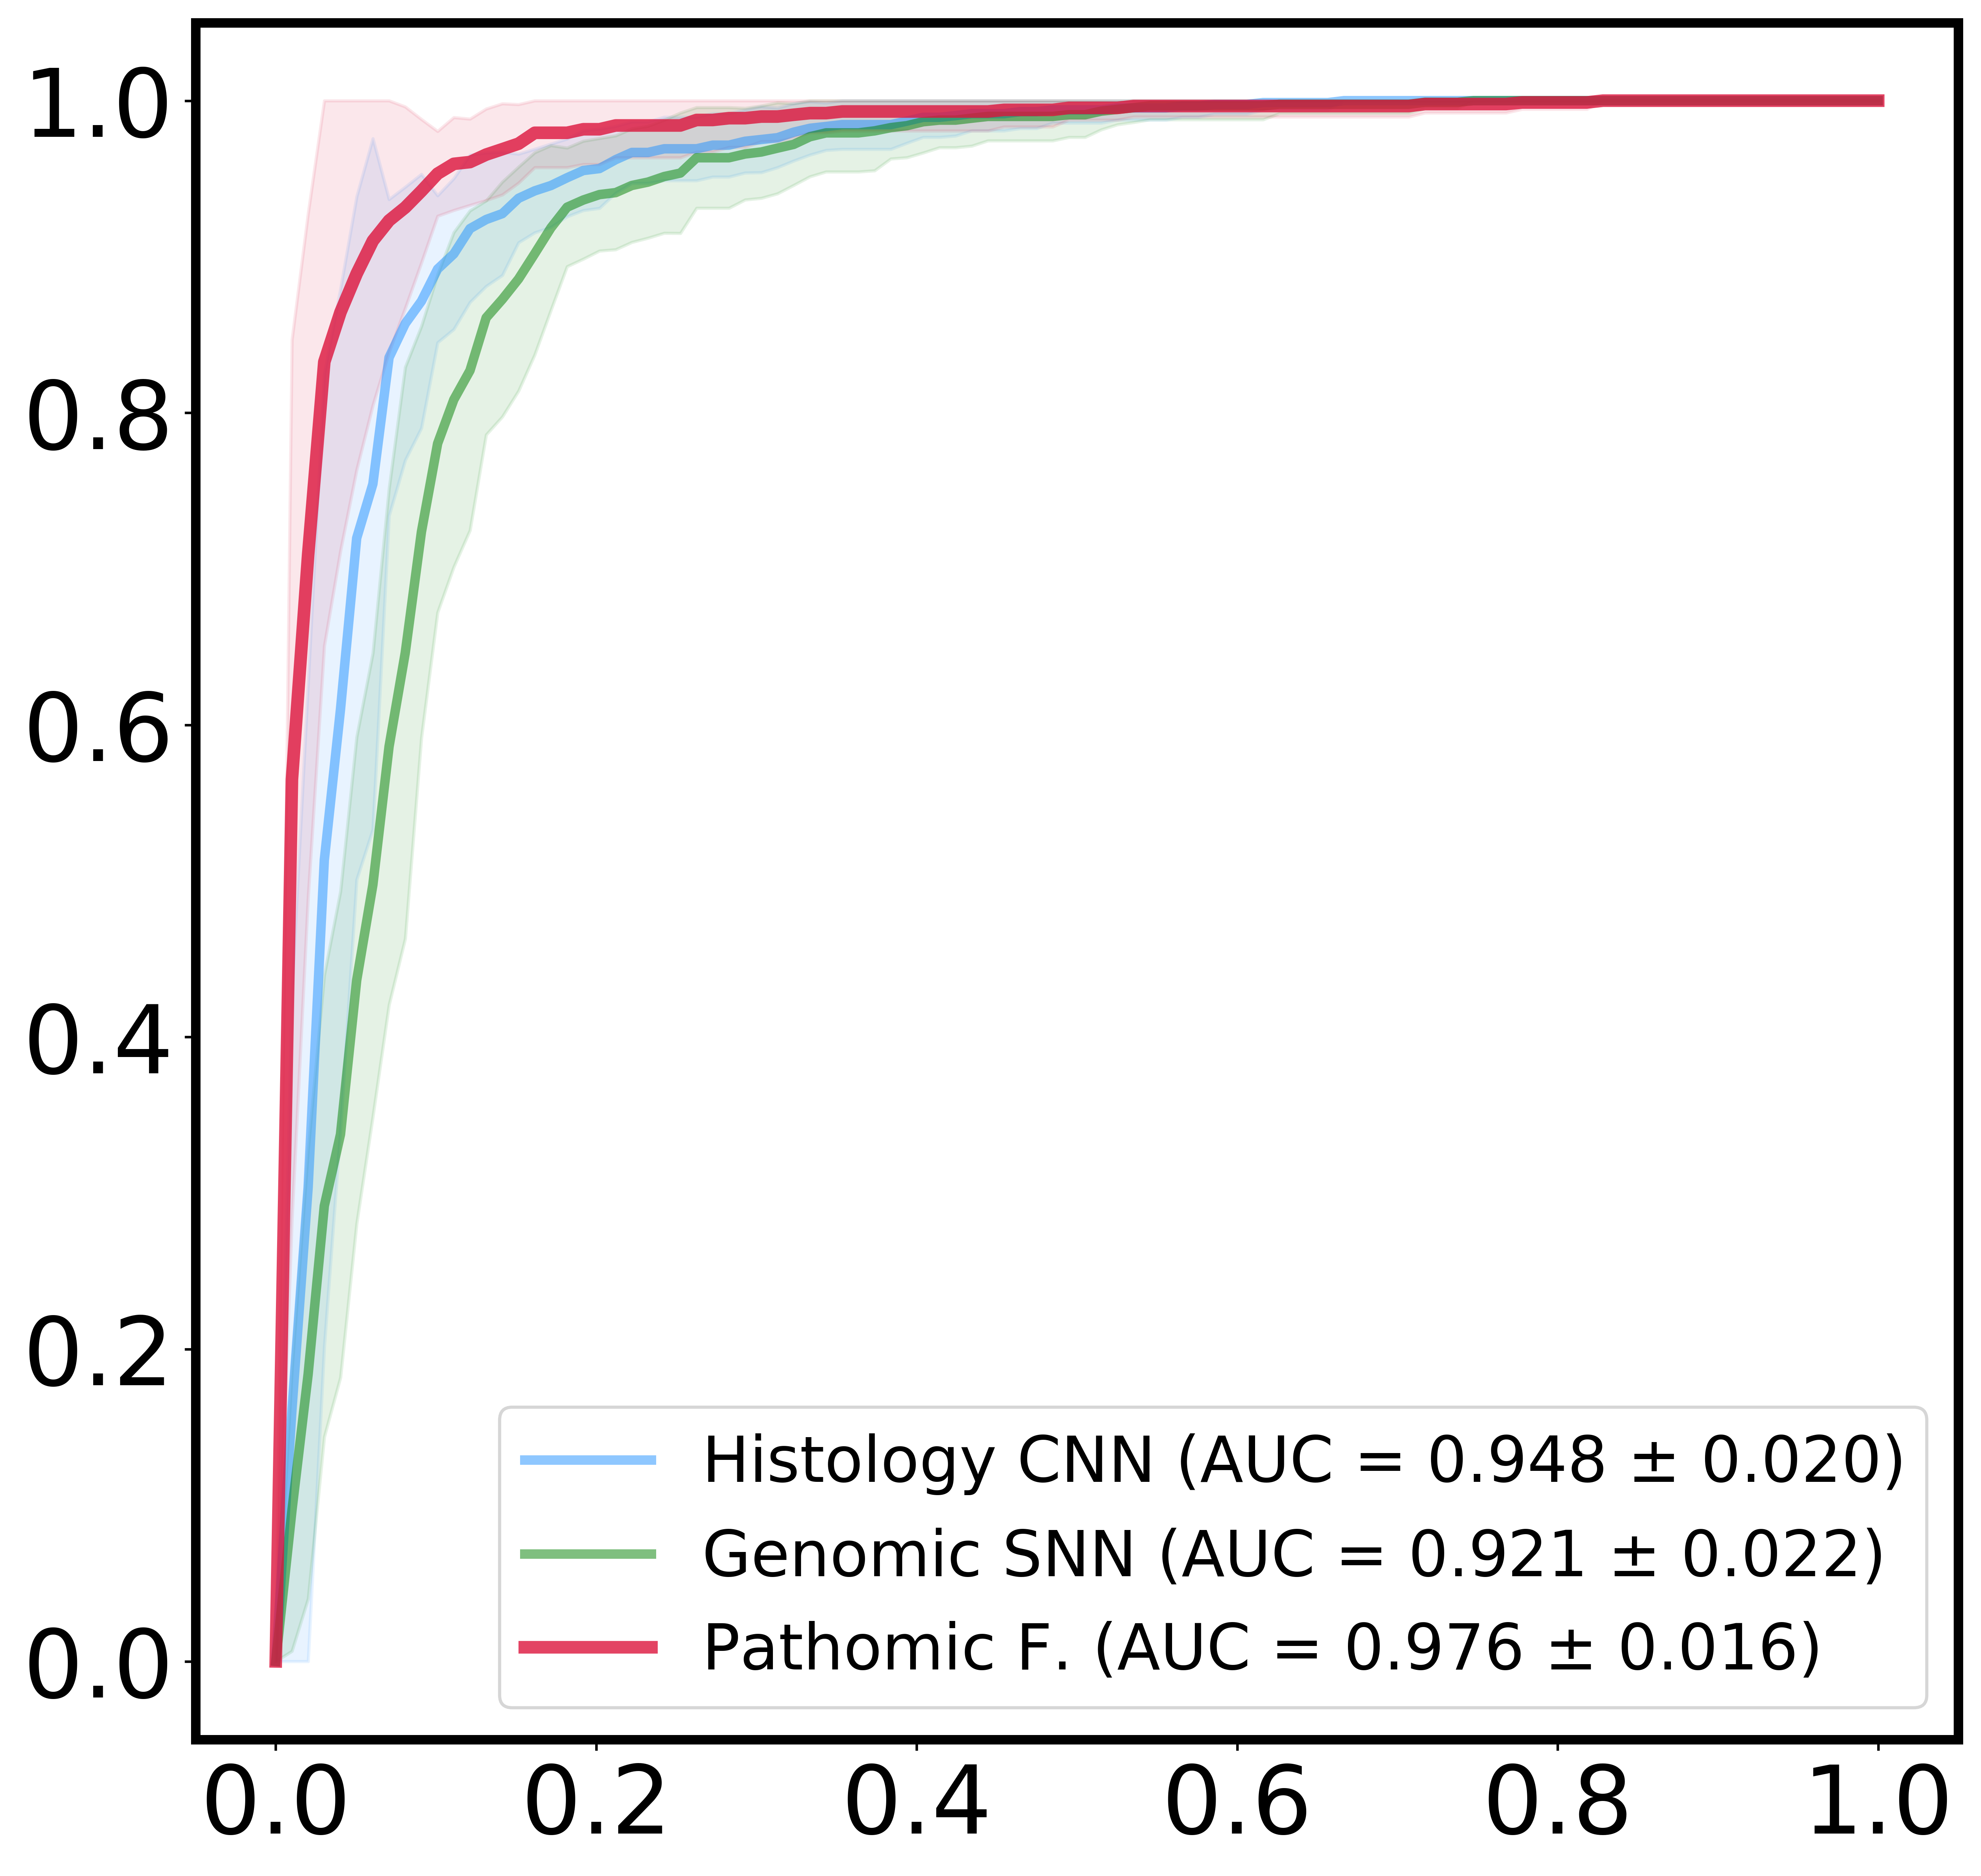 1.0
0.8
0.6
0.4
0.2
0.0
Histology CNN (AUC = 0.948 ± 0.020)
Genomic SNN (AUC = 0.921 ± 0.022)
Pathomic F. (AUC = 0.976 ± 0.016)
0.0 0.2 0.4 0.6 0.8 1.0